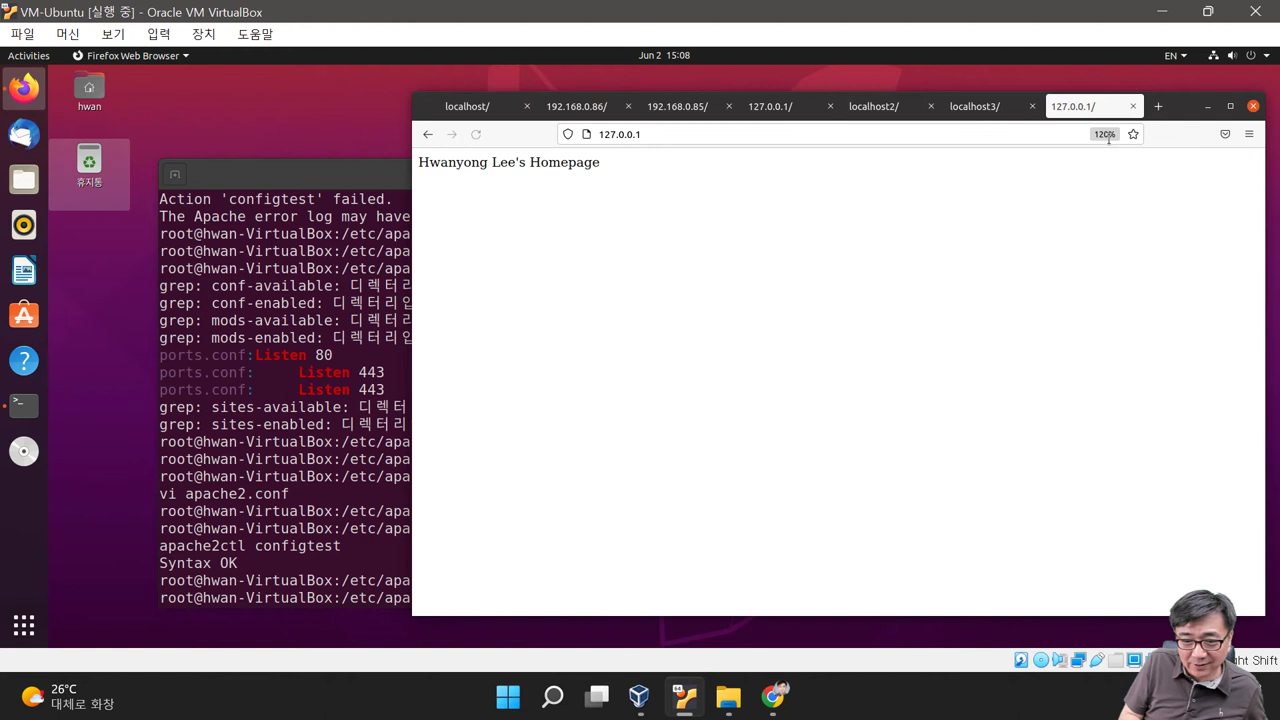 VM-Ubuntu [실행 중] - Oracle VM VirtualBox
파일 머신 보기 입력 장치 도움말
Activities Firefox Web Browser Jun 2 15:08 EN
hwan
휴지통
localhost/ 192.168.0.86/ 192.168.0.85/ 127.0.0.1/ localhost2/ localhost3/ 127.0.0.1/
127.0.0.1 120%
Hwanyong Lee's Homepage
Action 'configtest' failed.
The Apache error log may have
root@hwan-VirtualBox:/etc/apa
root@hwan-VirtualBox:/etc/apa
root@hwan-VirtualBox:/etc/apa
grep: conf-available: 디렉터리
grep: conf-enabled: 디렉터리입
grep: mods-available: 디렉터리
grep: mods-enabled: 디렉터리입
ports.conf:Listen 80
ports.conf: Listen 443
ports.conf: Listen 443
grep: sites-available: 디렉터
grep: sites-enabled: 디렉터리
root@hwan-VirtualBox:/etc/apa
root@hwan-VirtualBox:/etc/apa
root@hwan-VirtualBox:/etc/apa
vi apache2.conf
root@hwan-VirtualBox:/etc/apa
root@hwan-VirtualBox:/etc/apa
apache2ctl configtest
Syntax OK
root@hwan-VirtualBox:/etc/apa
root@hwan-VirtualBox:/etc/apa
ght Shift
26°C
대체로 화창